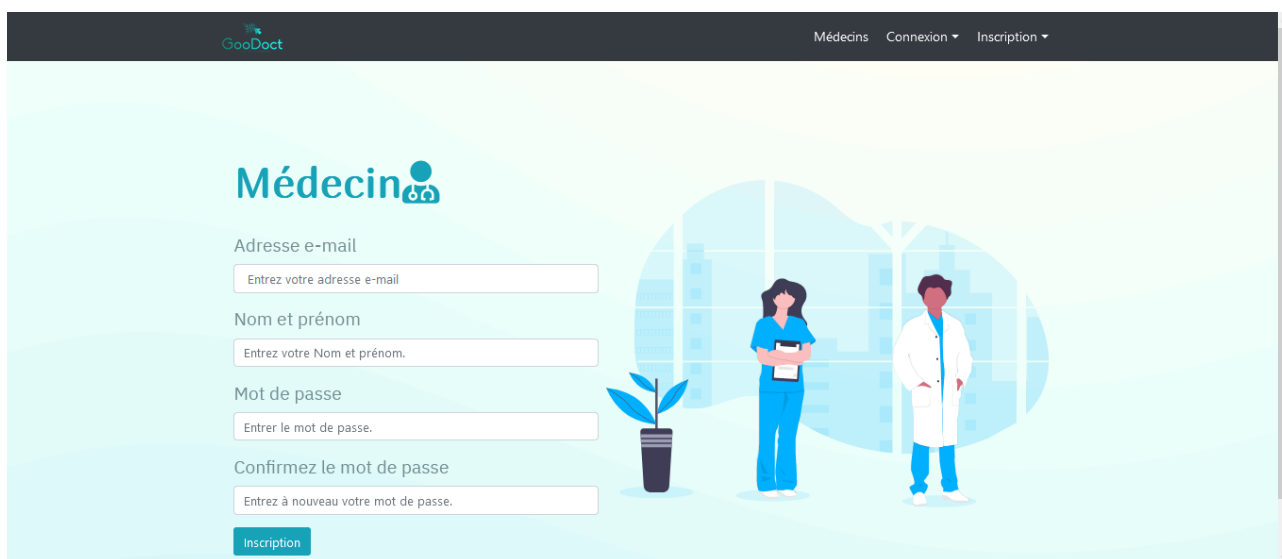 GooDoct
Médecins Connexion Inscription
Médecin
Adresse e-mail
Entrez votre adresse e-mail
Nom et prénom
Entrez votre Nom et prénom.
Mot de passe
Entrer le mot de passe.
Confirmez le mot de passe
Entrez à nouveau votre mot de passe.
Inscription